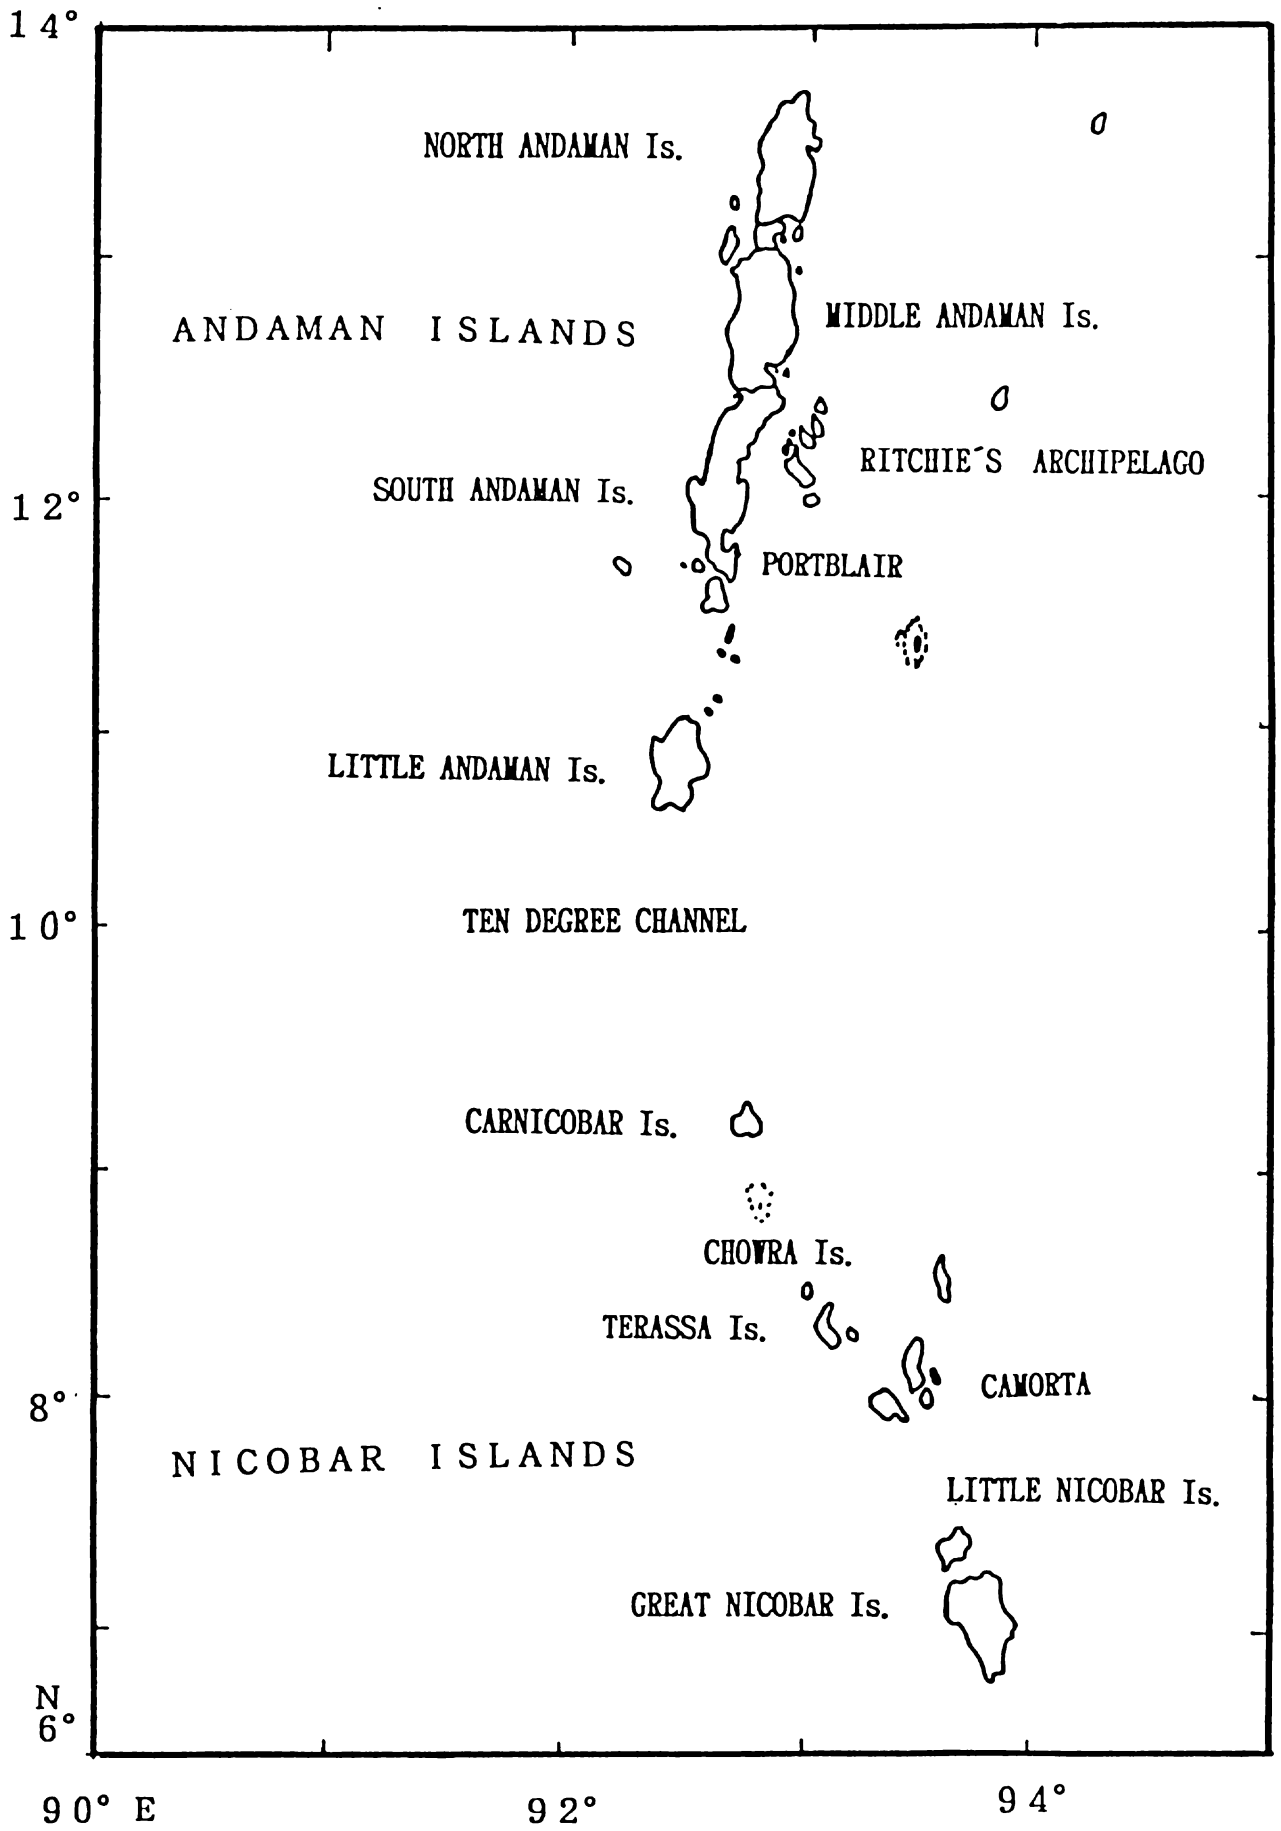 14°
NORTH ANDAMAN Is.
ANDAMAN ISLANDS
MIDDLE ANDAMAN Is.
RITCHIE´S ARCHIPELAGO
SOUTH ANDAMAN Is.
12°
PORTBLAIR
LITTLE ANDAMAN Is.
10°
TEN DEGREE CHANNEL
CARNICOBAR Is.
CHOWRA Is.
TERASSA Is.
CAMORTA
8°
NICOBAR ISLANDS
LITTLE NICOBAR Is.
GREAT NICOBAR Is.
N
6°
90° E
92°
94°